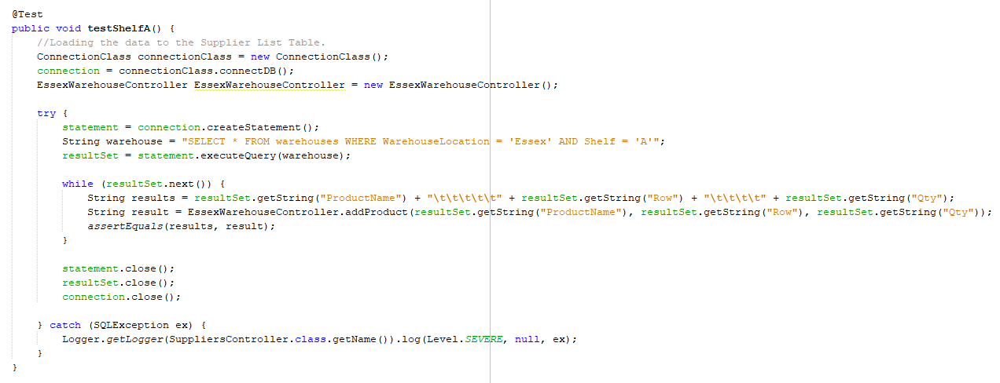 @Test
public void testShelfA() {
//Loading the data to the Supplier List Table.
ConnectionClass connectionClass = new ConnectionClass();
connection = connectionClass.connectDB();
EssexWarehouseController EssexWarehouseController = new EssexWarehouseController();
try {
statement = connection.createStatement();
String warehouse = "SELECT * FROM warehouses WHERE WarehouseLocation = 'Essex' AND Shelf = 'A'";
resultSet = statement.executeQuery(warehouse);
while (resultSet.next()) {
String results = resultSet.getString("ProductName") + "\t\t\t\t\t" + resultSet.getString("Row") + "\t\t\t\t" + resultSet.getString("Qty");
String result = EssexWarehouseController.addProduct(resultSet.getString("ProductName"), resultSet.getString("Row"), resultSet.getString("Qty"));
assertEquals(results, result);
}
statement.close();
resultSet.close();
connection.close();
} catch (SQLException ex) {
Logger.getLogger(SuppliersController.class.getName()).log(Level.SEVERE, null, ex);
}
}